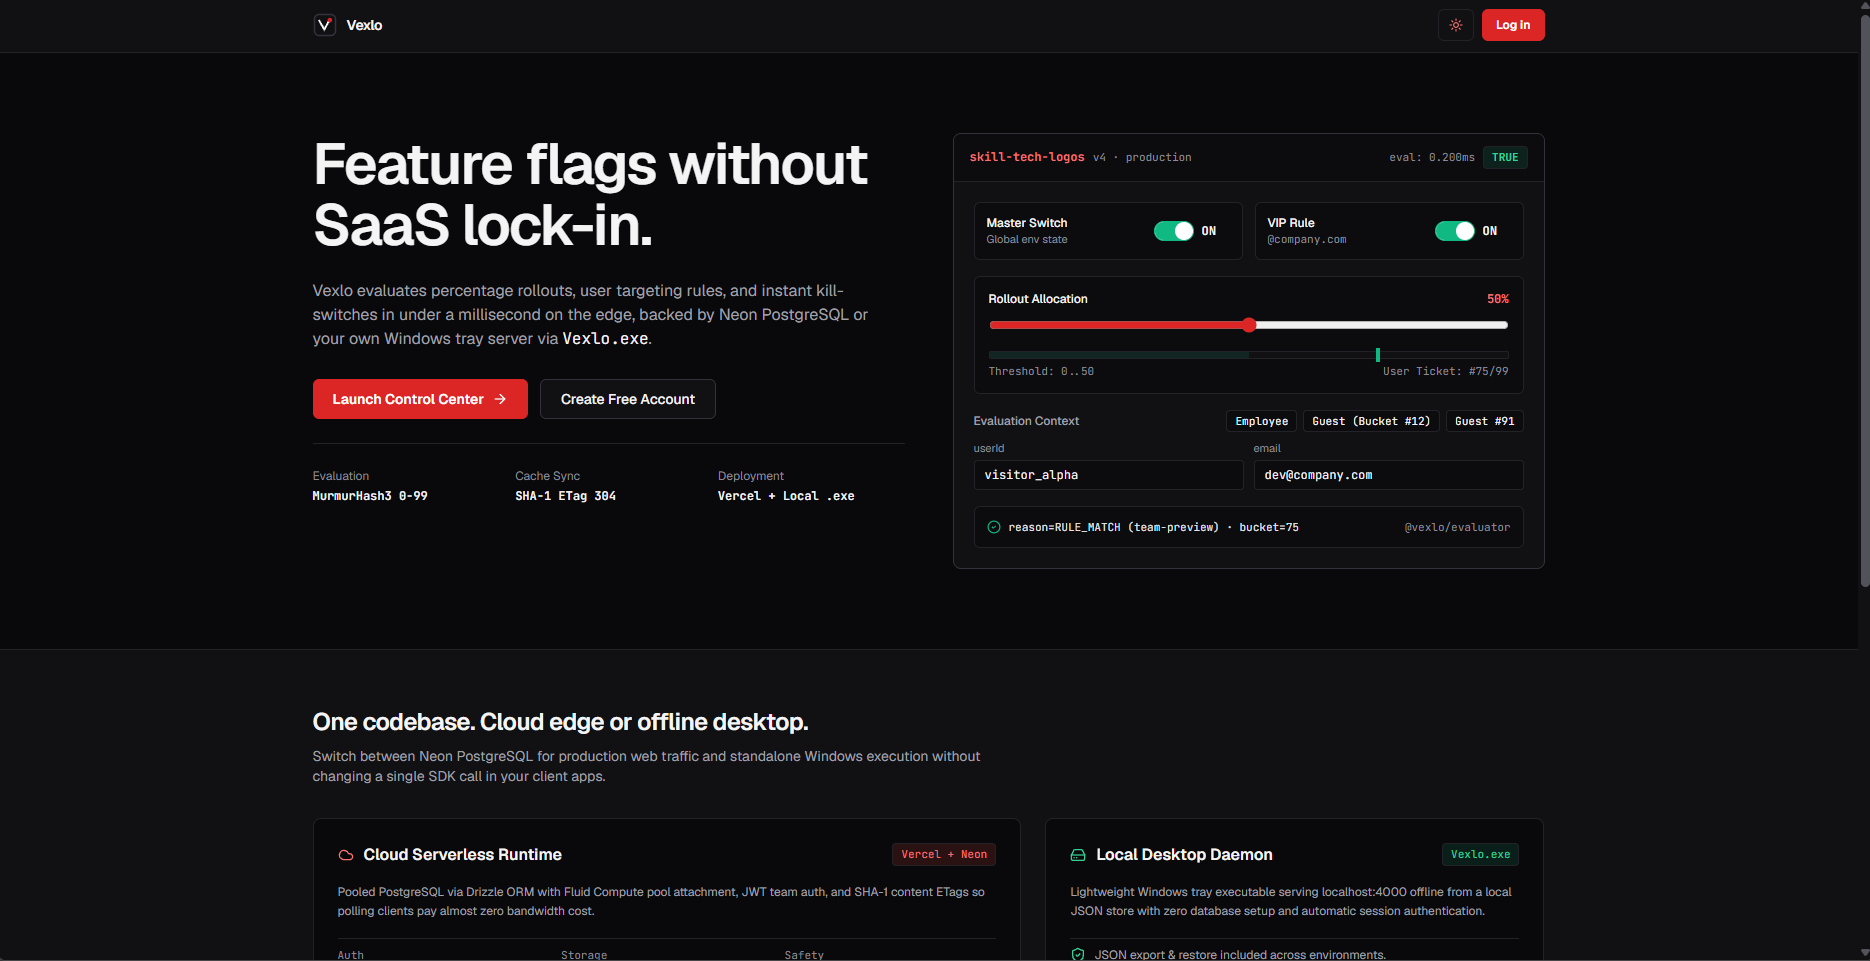 Vexlo
Log in
Feature flags without
SaaS lock-in.
Vexlo evaluates percentage rollouts, user targeting rules, and instant kill-
switches in under a millisecond on the edge, backed by Neon PostgreSQL or
your own Windows tray server via Vexlo.exe.
Launch Control Center →
Create Free Account
Evaluation
MurmurHash3 0-99
Cache Sync
SHA-1 ETag 304
Deployment
Vercel + Local .exe
skill-tech-logos v4 · production
eval: 0.200ms TRUE
Master Switch
Global env state
ON
VIP Rule
@company.com
ON
Rollout Allocation
50%
Threshold: 0..50
User Ticket: #75/99
Evaluation Context
Employee
Guest (Bucket #12)
Guest #91
userId
visitor_alpha
email
dev@company.com
reason=RULE_MATCH (team-preview) · bucket=75
@vexlo/evaluator
One codebase. Cloud edge or offline desktop.
Switch between Neon PostgreSQL for production web traffic and standalone Windows execution without
changing a single SDK call in your client apps.
Cloud Serverless Runtime
Vercel + Neon
Pooled PostgreSQL via Drizzle ORM with Fluid Compute pool attachment, JWT team auth, and SHA-1 content ETags so
polling clients pay almost zero bandwidth cost.
Auth
Storage
Safety
Local Desktop Daemon
Vexlo.exe
Lightweight Windows tray executable serving localhost:4000 offline from a local
JSON store with zero database setup and automatic session authentication.
JSON export & restore included across environments.